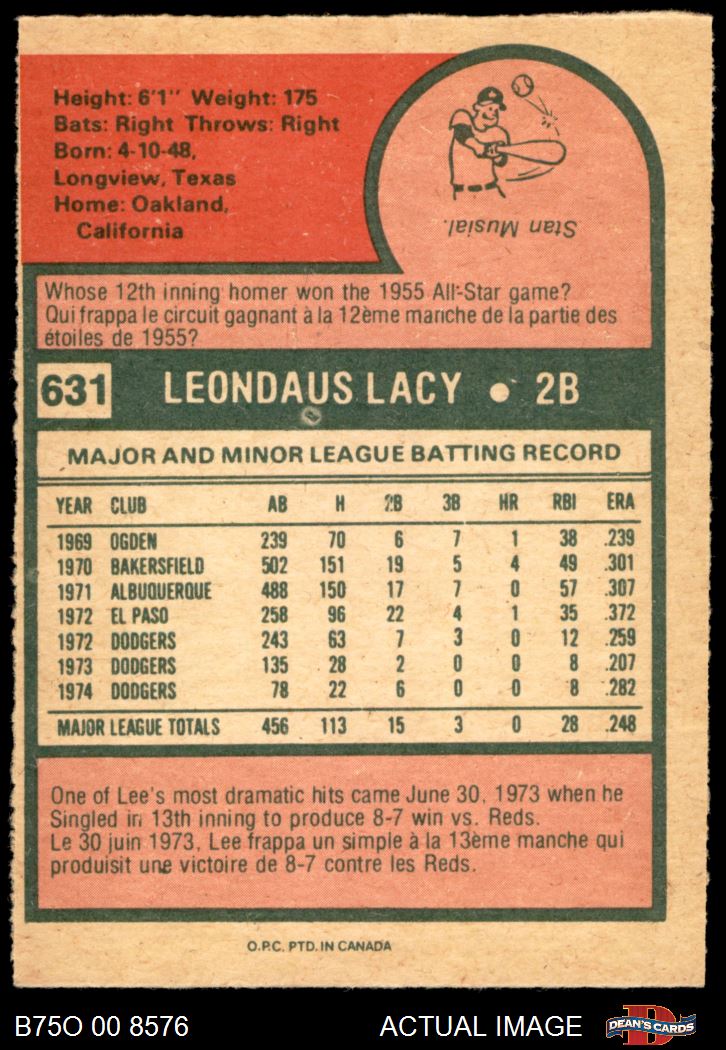 Height: 6'1" Weight: 175
Bats: Right Throws: Right
Born: 4-10-48,
Longview, Texas
Home: Oakland,
California
Stan Musial.
Whose 12th inning homer won the 1955 All-Star game?
Qui frappa le circuit gagnant à la 12ème manche de la partie des
étoiles de 1955?
631 LEONDAUS LACY • 2B
MAJOR AND MINOR LEAGUE BATTING RECORD
YEAR CLUB AB H 2B 3B HR RBI ERA
1969 OGDEN 239 70 6 7 1 38 .239
1970 BAKERSFIELD 502 151 19 5 4 49 .301
1971 ALBUQUERQUE 488 150 17 7 0 57 .307
1972 EL PASO 258 96 22 4 1 35 .372
1972 DODGERS 243 63 7 3 0 12 .259
1973 DODGERS 135 28 2 0 0 8 .207
1974 DODGERS 78 22 6 0 0 8 .282
MAJOR LEAGUE TOTALS 456 113 15 3 0 28 .248
One of Lee's most dramatic hits came June 30, 1973 when he
Singled in 13th inning to produce 8-7 win vs. Reds.
Le 30 juin 1973, Lee frappa un simple à la 13ème manche qui
produisit une victoire de 8-7 contre les Reds.
O.P.C. PTD. IN CANADA
B75O 00 8576 ACTUAL IMAGE D DEAN'S CARDS